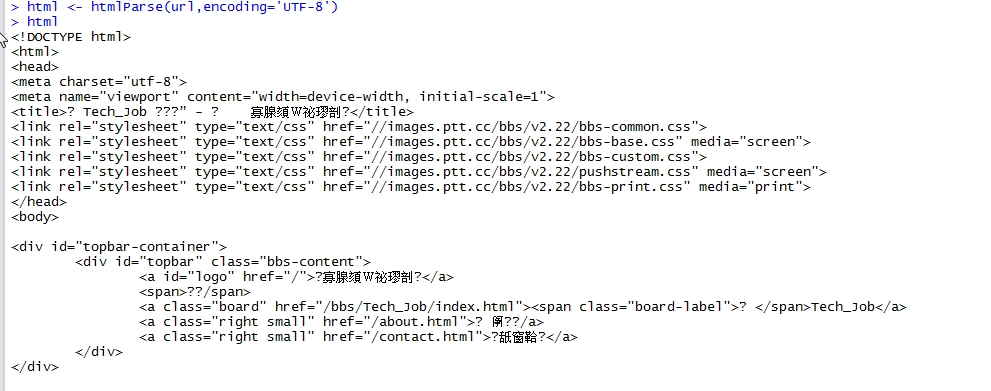 > html <- htmlParse(url,encoding='UTF-8')
> html
<!DOCTYPE html>
<html>
<head>
<meta charset="utf-8">
<meta name="viewport" content="width=device-width, initial-scale=1">
<title>? Tech_Job ???” - ? 寡腺須W祕璆剖?</title>
<link rel="stylesheet" type="text/css" href="//images.ptt.cc/bbs/v2.22/bbs-common.css">
<link rel="stylesheet" type="text/css" href="//images.ptt.cc/bbs/v2.22/bbs-base.css" media="screen">
<link rel="stylesheet" type="text/css" href="//images.ptt.cc/bbs/v2.22/bbs-custom.css">
<link rel="stylesheet" type="text/css" href="//images.ptt.cc/bbs/v2.22/pushstream.css" media="screen">
<link rel="stylesheet" type="text/css" href="//images.ptt.cc/bbs/v2.22/bbs-print.css" media="print">
</head>
<body>
<div id="topbar-container">
<div id="topbar" class="bbs-content">
<a id="logo" href="/">?寡腺須W祕璆剖?</a>
<span>??/span>
<a class="board" href="/bbs/Tech_Job/index.html"><span class="board-label">? </span>Tech_Job</a>
<a class="right small" href="/about.html">? ??/a>
<a class="right small" href="/contact.html">?舐窗鞈?</a>
</div>
</div>